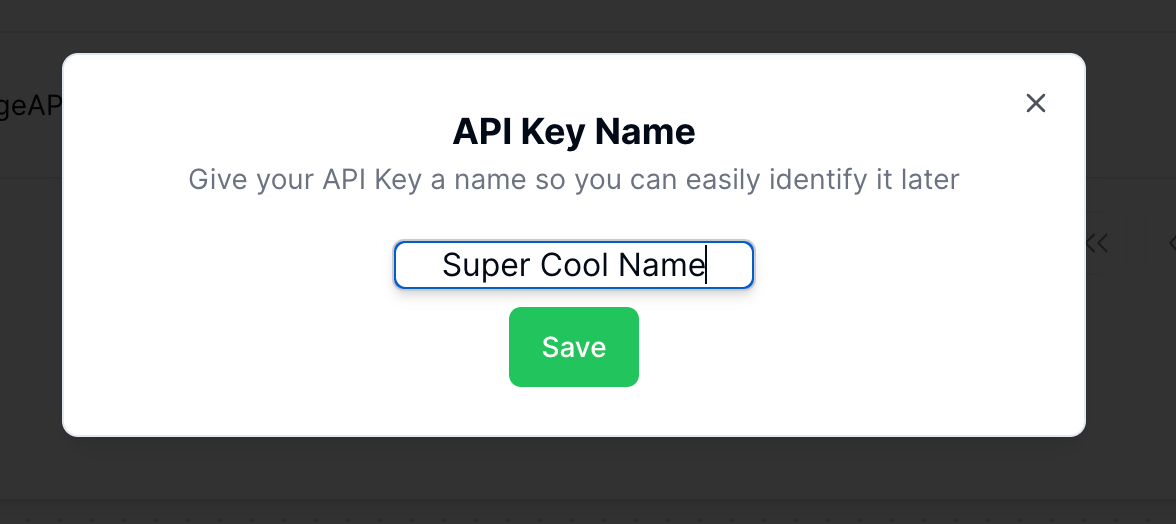 geAP
API Key Name
Give your API Key a name so you can easily identify it later
Super Cool Name
Save